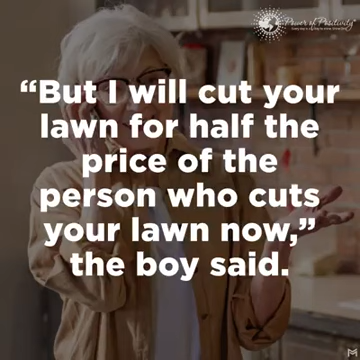 Power of Positivity
“But I will cut your
lawn for half the
price of the
person who cuts
your lawn now,”
the boy said.